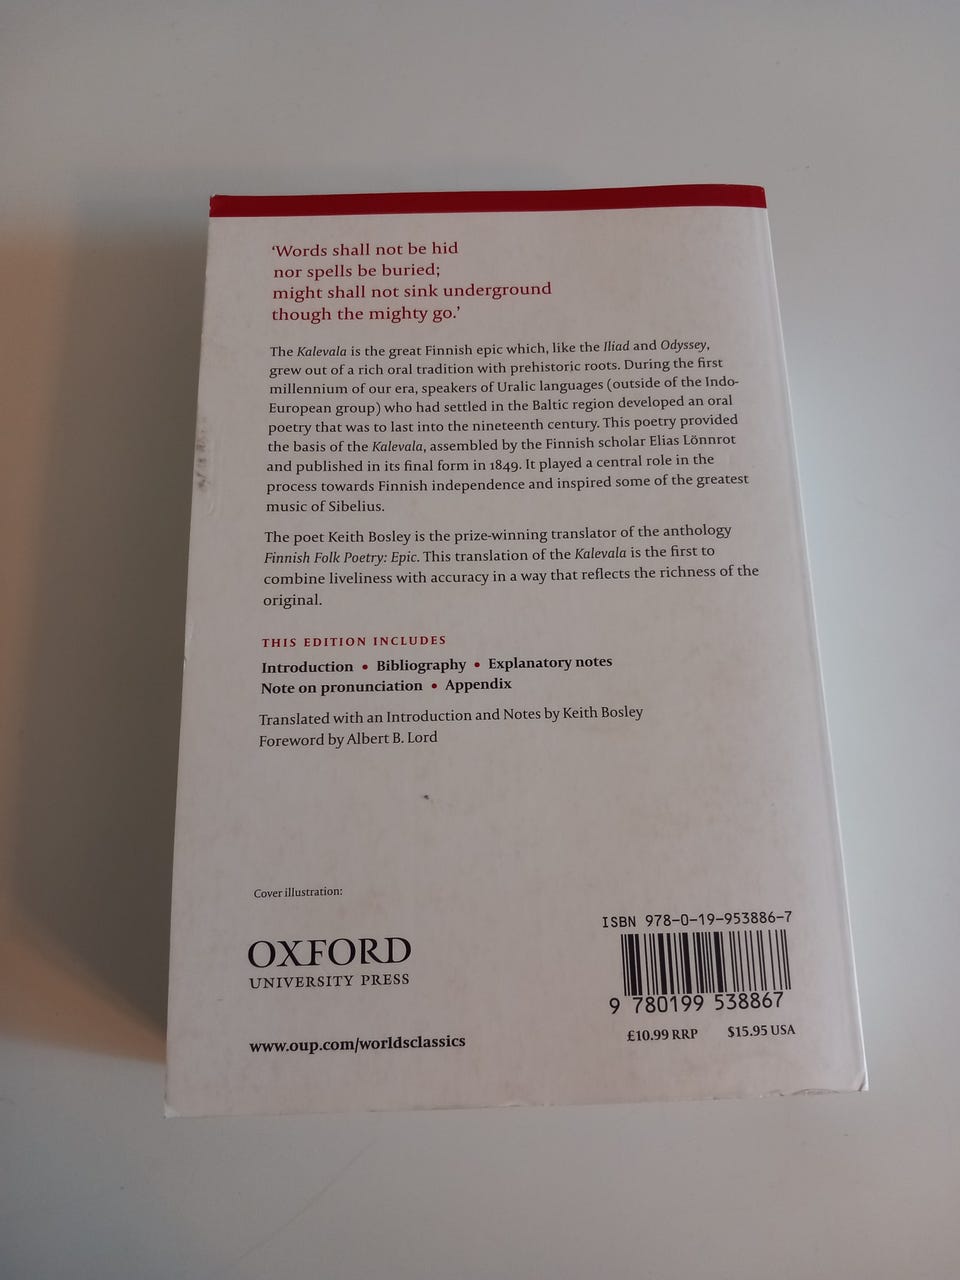 ‘Words shall not be hid
nor spells be buried;
might shall not sink underground
though the mighty go.’
The Kalevala is the great Finnish epic which, like the Iliad and Odyssey,
grew out of a rich oral tradition with prehistoric roots. During the first
millennium of our era, speakers of Uralic languages (outside of the Indo-
European group) who had settled in the Baltic region developed an oral
poetry that was to last into the nineteenth century. This poetry provided
the basis of the Kalevala, assembled by the Finnish scholar Elias Lönnrot
and published in its final form in 1849. It played a central role in the
process towards Finnish independence and inspired some of the greatest
music of Sibelius.
The poet Keith Bosley is the prize-winning translator of the anthology
Finnish Folk Poetry: Epic. This translation of the Kalevala is the first to
combine liveliness with accuracy in a way that reflects the richness of the
original.
THIS EDITION INCLUDES
Introduction • Bibliography • Explanatory notes
Note on pronunciation • Appendix
Translated with an Introduction and Notes by Keith Bosley
Foreword by Albert B. Lord
Cover illustration:
OXFORD
UNIVERSITY PRESS
www.oup.com/worldsclassics
ISBN 978-0-19-953886-7
9 780199 538867
£10.99 RRP $15.95 USA